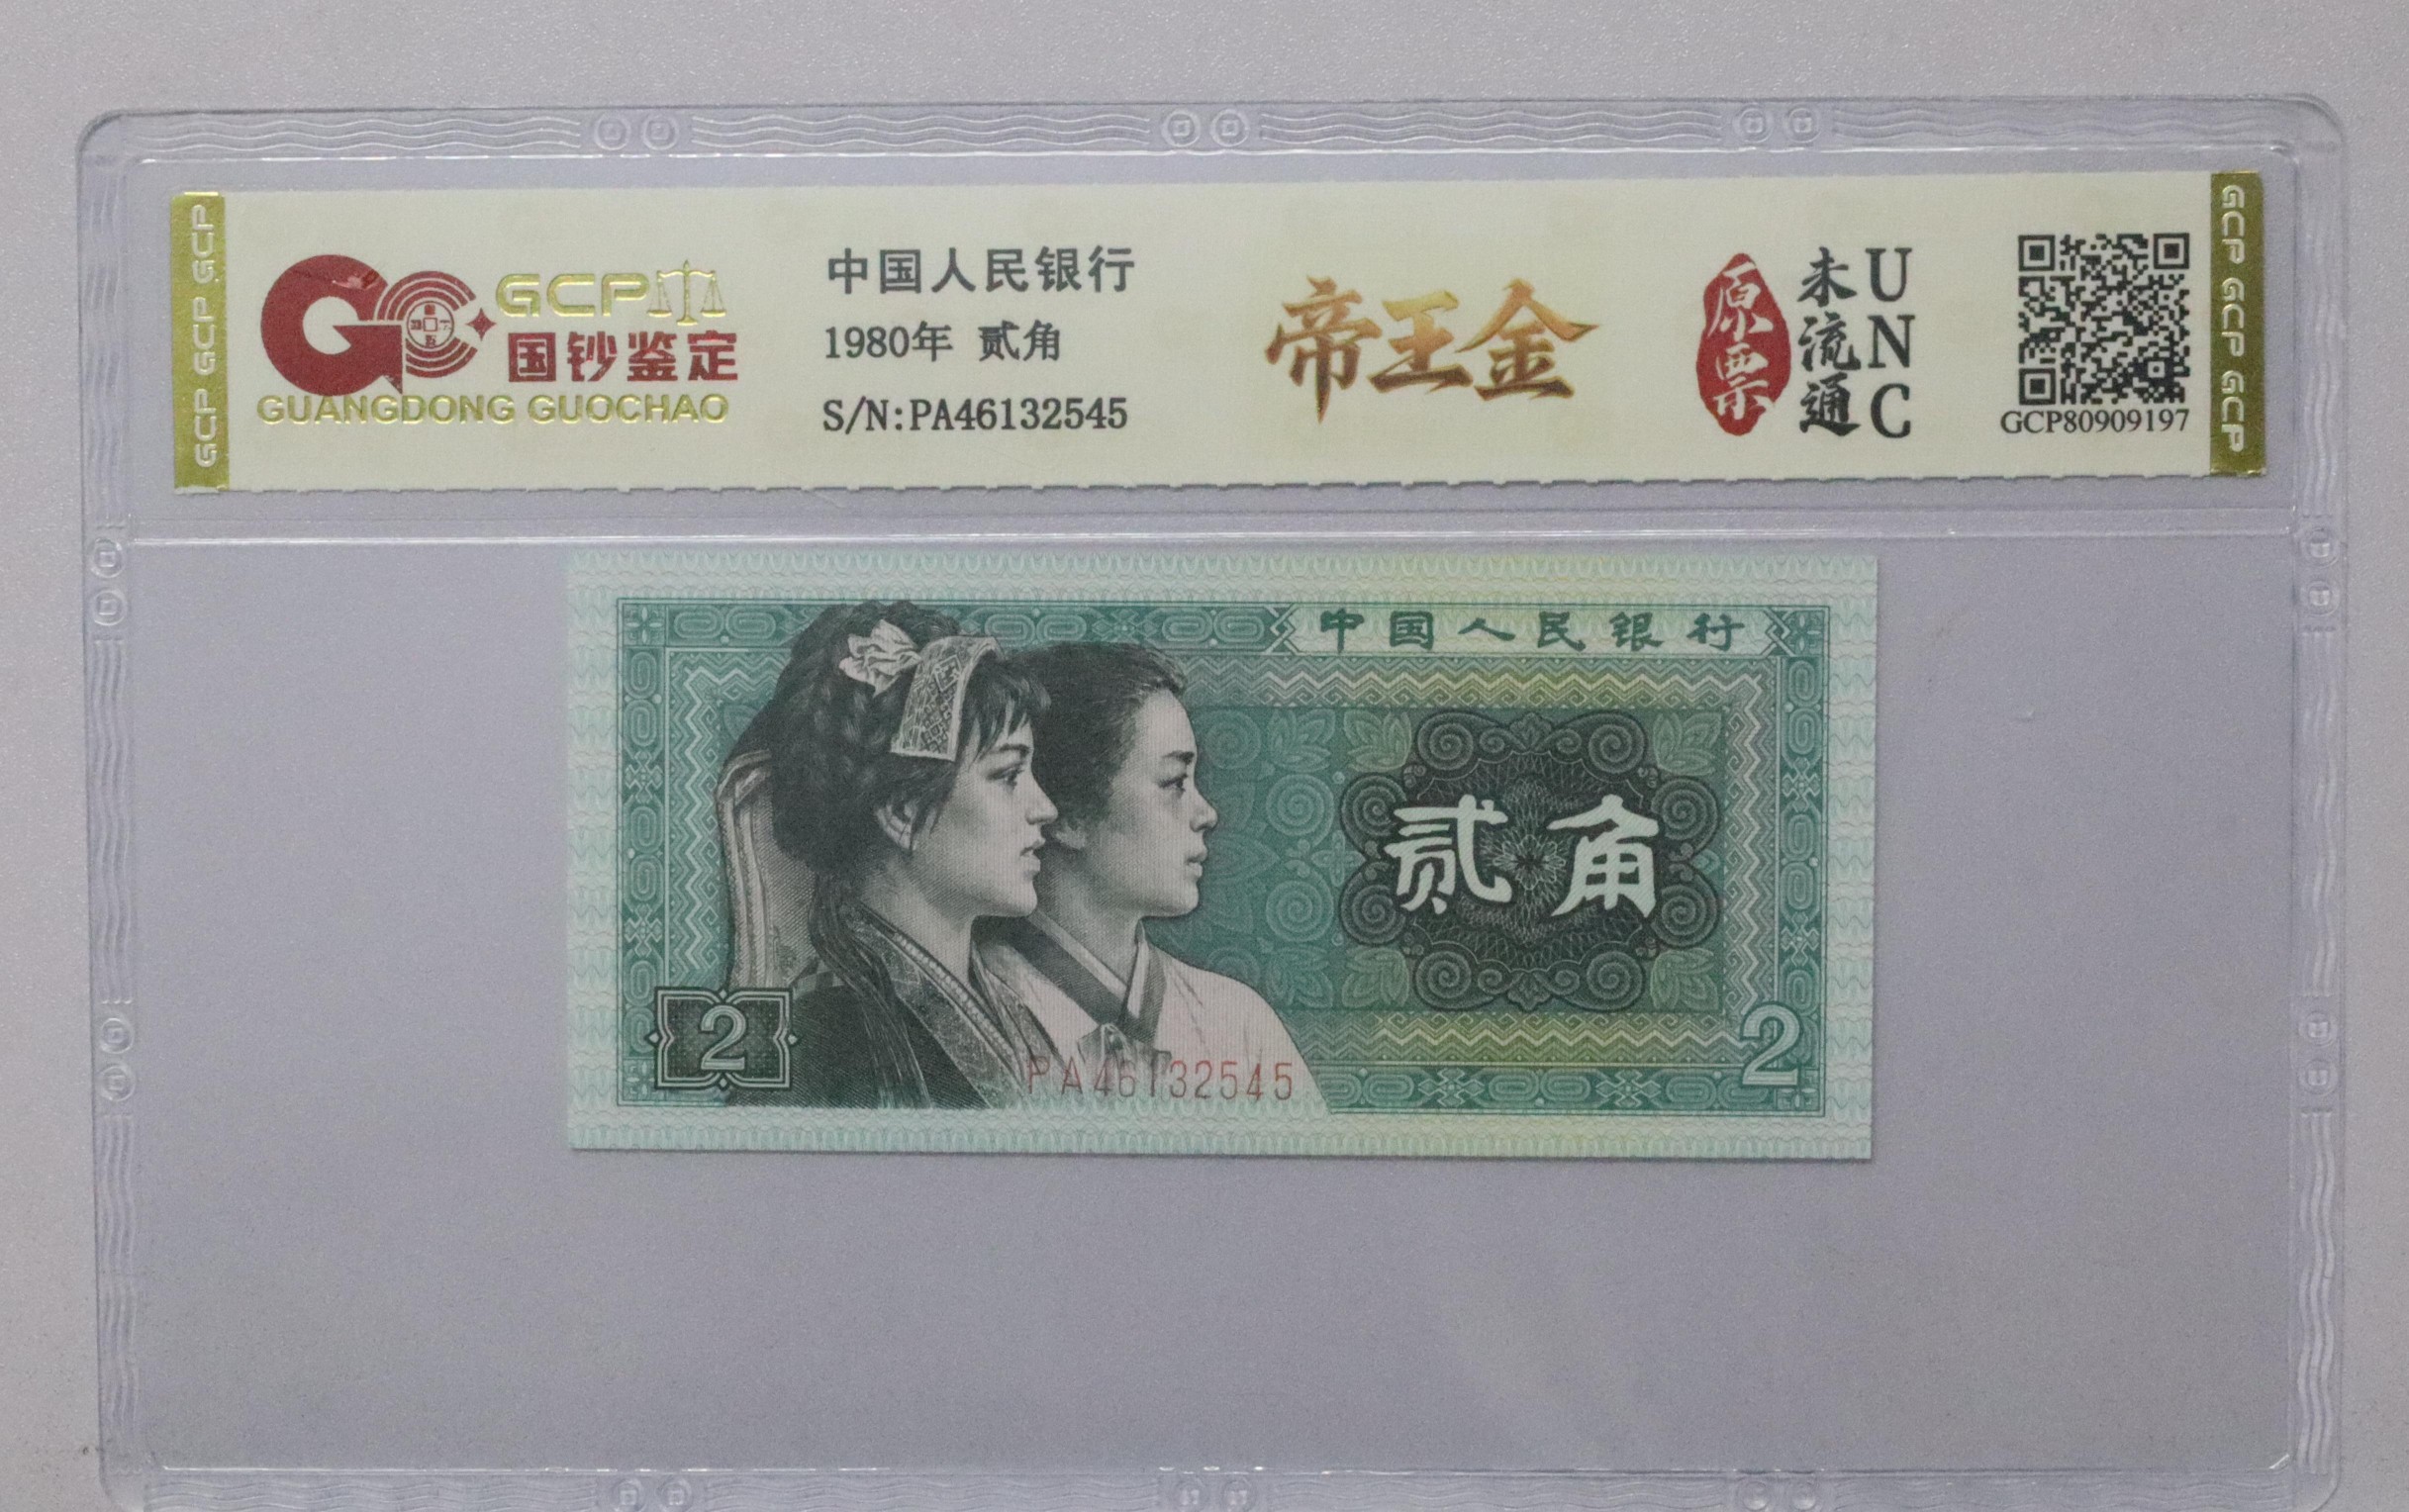 GCP GCP GCP
GCP
国钞鉴定
GUANGDONG GUOCHAO
中国人民银行
1980年 贰角
S/N:PA46132545
帝王金
原票
未流通
UNC
GCP80909197
GCP GCP GCP
中国人民银行
贰角
2
PA46132545
2